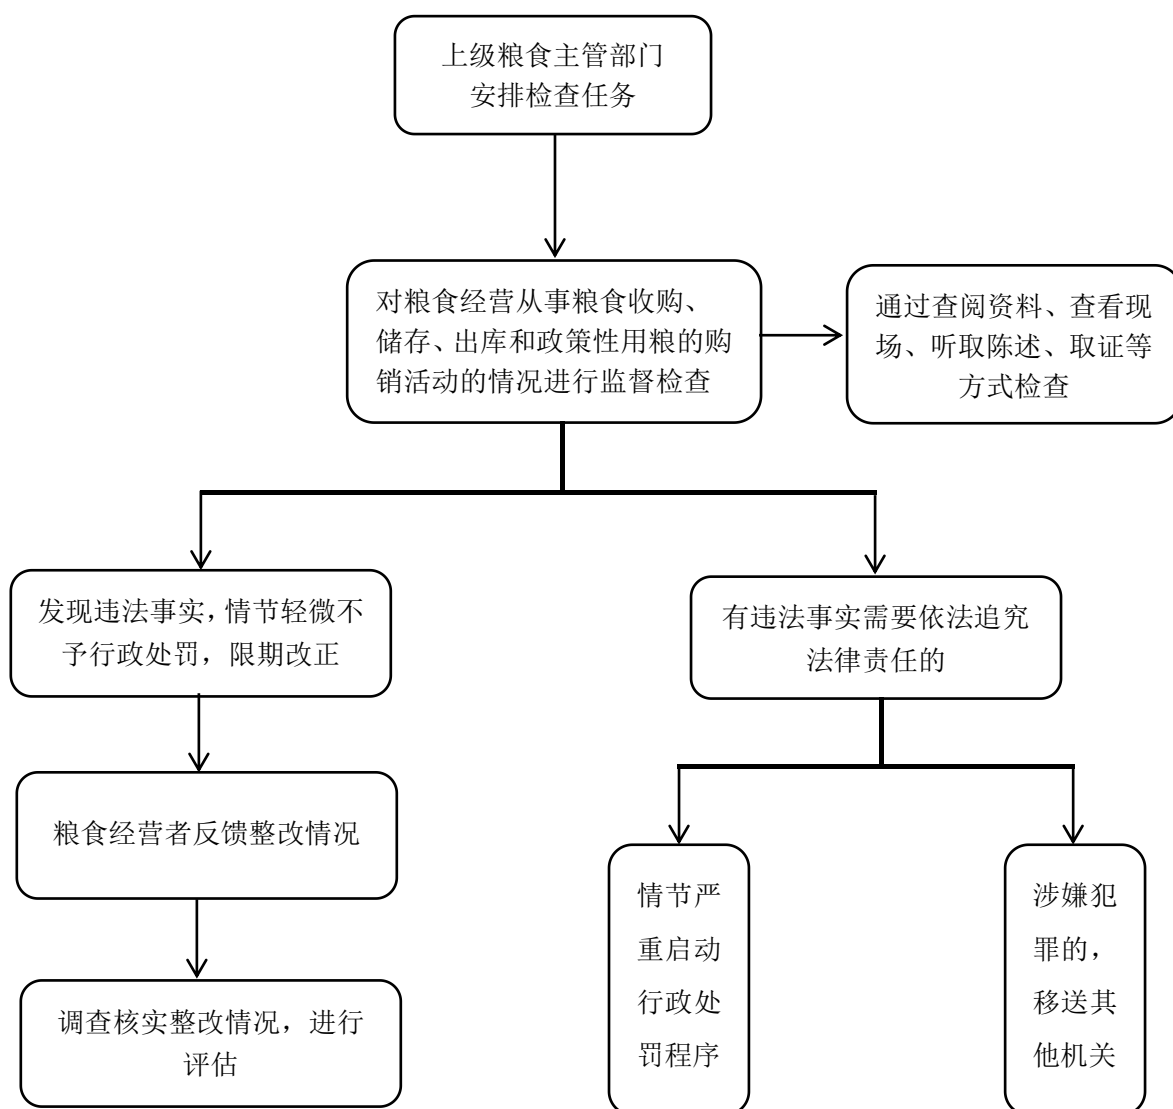 上级粮食主管部门
安排检查任务
对粮食经营从事粮食收购、
储存、出库和政策性用粮的购
销活动的情况进行监督检查
通过查阅资料、查看现
场、听取陈述、取证等
方式检查
发现违法事实，情节轻微不
予行政处罚，限期改正
有违法事实需要依法追究
法律责任的
粮食经营者反馈整改情况
调查核实整改情况，进行
评估
情节严
重启动
行政处
罚程序
涉嫌犯
罪的，
移送其
他机关